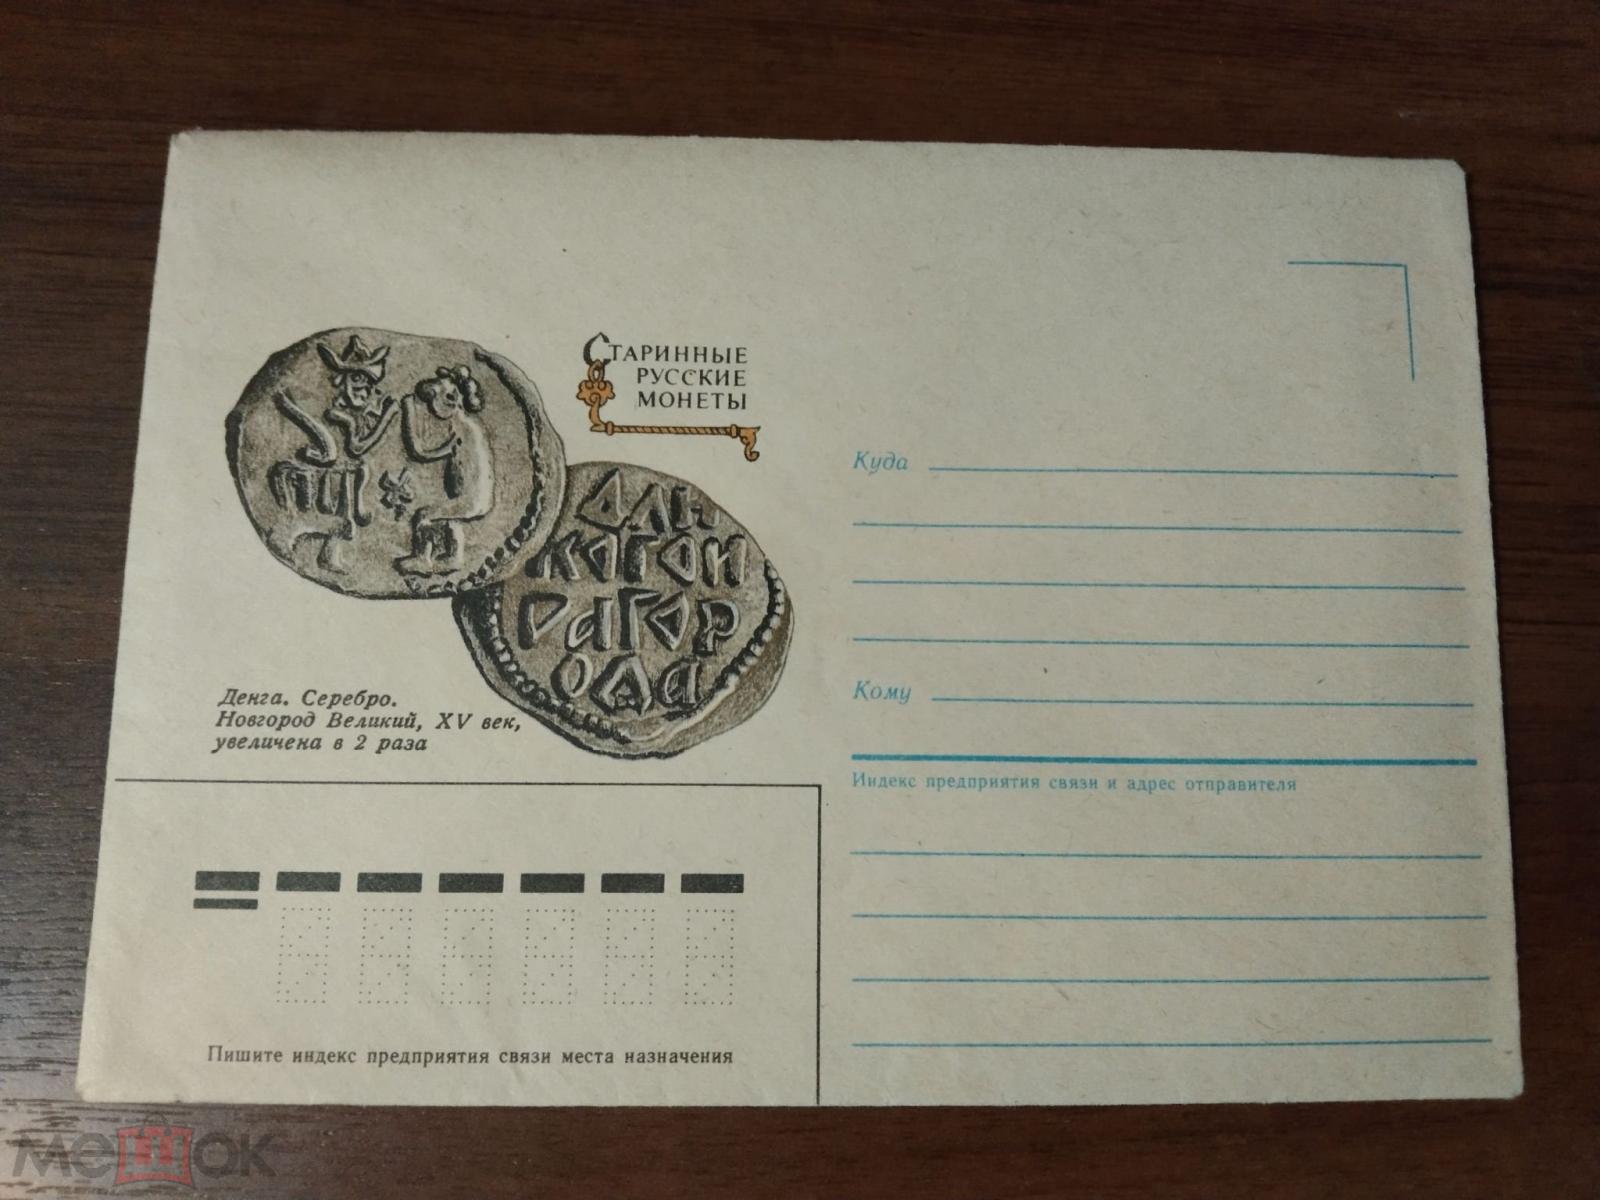 Старинные
русские
монеты
Куда
Кому
Индекс предприятия связи и адрес отправителя
Денга. Серебро.
Новгород Великий, XV век,
увеличена в 2 раза
Пишите индекс предприятия связи места назначения
мешок